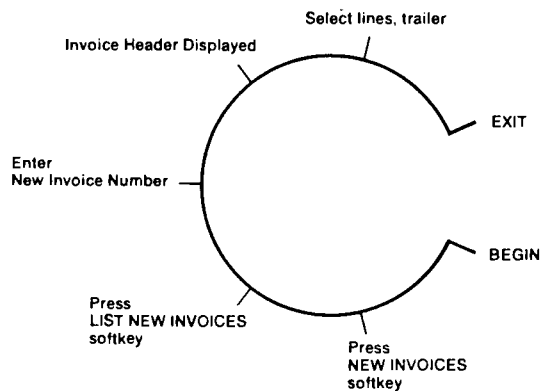 Select lines, trailer
Invoice Header Displayed
EXIT
Enter
New Invoice Number
BEGIN
Press
LIST NEW INVOICES
softkey
Press
NEW INVOICES
softkey